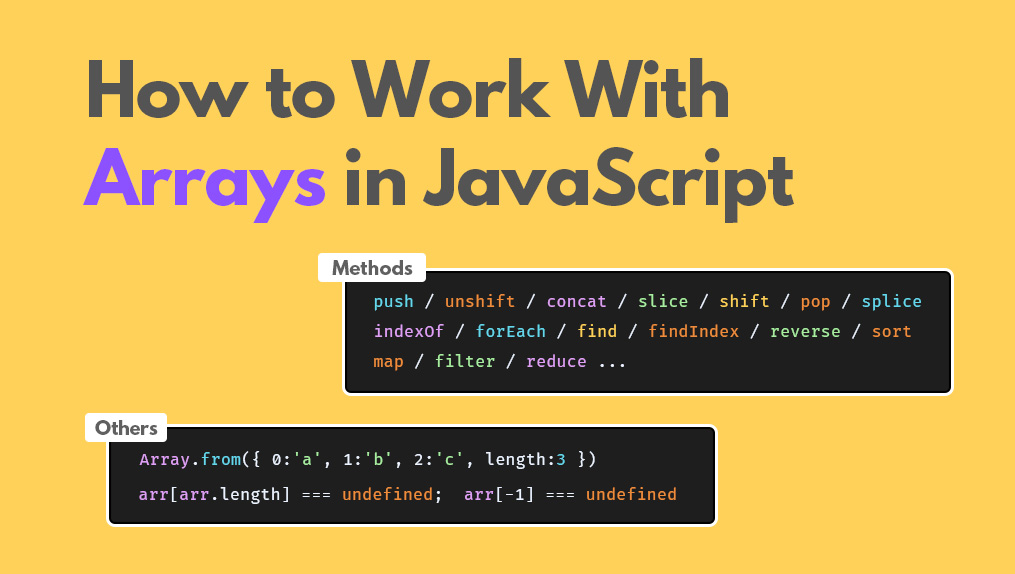 How to Work With
Arrays in JavaScript
Methods
push / unshift / concat / slice / shift / pop / splice
indexOf / forEach / find / findIndex / reverse / sort
map / filter / reduce ...
Others
Array.from({ 0:'a', 1:'b', 2:'c', length:3 })
arr[arr.length] === undefined;  arr[-1] === undefined